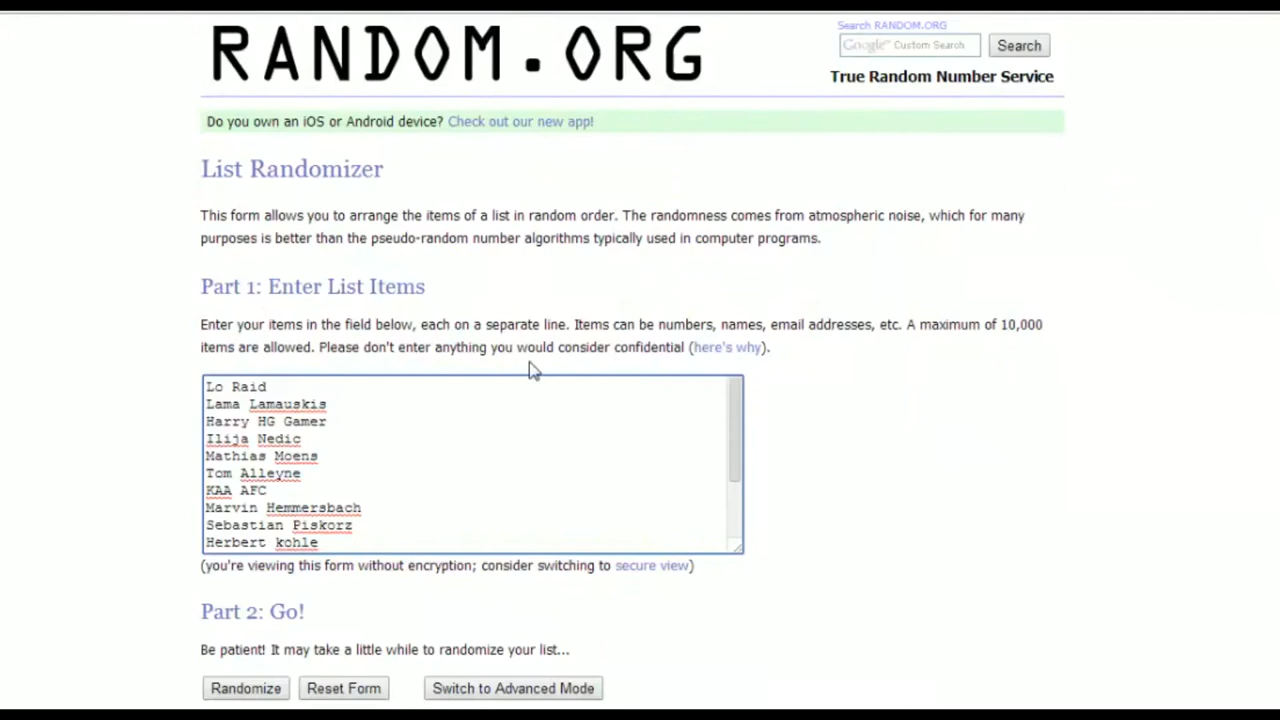 RANDOM.ORG
Search RANDOM.ORG
Google™ Custom Search
Search
True Random Number Service
Do you own an iOS or Android device? Check out our new app!
List Randomizer
This form allows you to arrange the items of a list in random order. The randomness comes from atmospheric noise, which for many
purposes is better than the pseudo-random number algorithms typically used in computer programs.
Part 1: Enter List Items
Enter your items in the field below, each on a separate line. Items can be numbers, names, email addresses, etc. A maximum of 10,000
items are allowed. Please don't enter anything you would consider confidential (here's why).
Lo Raid
Lama Lamauskis
Harry HG Gamer
Ilija Nedic
Mathias Moens
Tom Alleyne
KAA AFC
Marvin Hemmersbach
Sebastian Piskorz
Herbert kohle
(you're viewing this form without encryption; consider switching to secure view)
Part 2: Go!
Be patient! It may take a little while to randomize your list...
Randomize
Reset Form
Switch to Advanced Mode